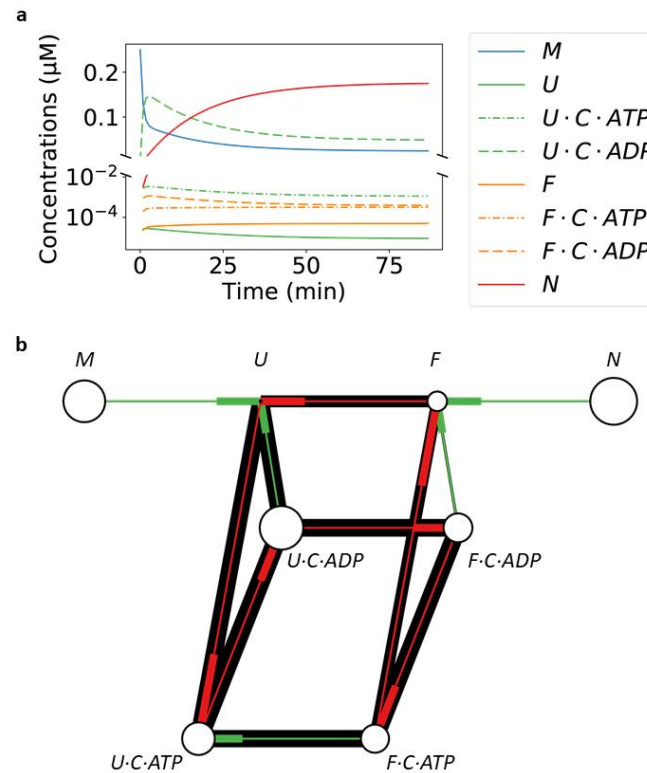 a
Concentrations (μM)
0.2
0.1
10⁻²
10⁻⁴
0 25 50 75
Time (min)
M
U
U · C · ATP
U · C · ADP
F
F · C · ATP
F · C · ADP
N
b
M U F N
U·C·ADP F·C·ADP
U·C·ATP F·C·ATP